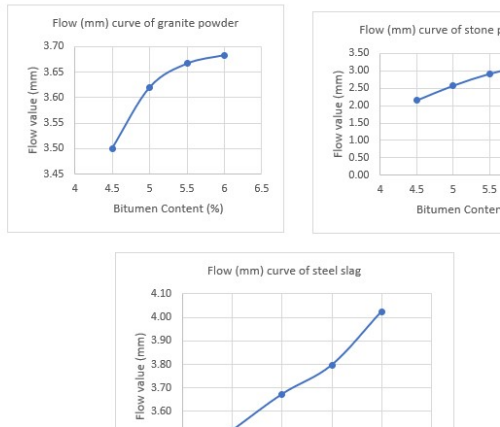 Flow (mm) curve of granite powder
3.70
3.65
3.60
3.55
3.50
3.45
4 4.5 5 5.5 6 6.5
Flow value (mm)
Bitumen Content (%)
Flow (mm) curve of stone
3.50
3.00
2.50
2.00
1.50
1.00
0.50
0.00
4 4.5 5 5.5
Flow value (mm)
Bitumen
Flow (mm) curve of steel slag
4.10
4.00
3.90
3.80
3.70
3.60
Flow value (mm)